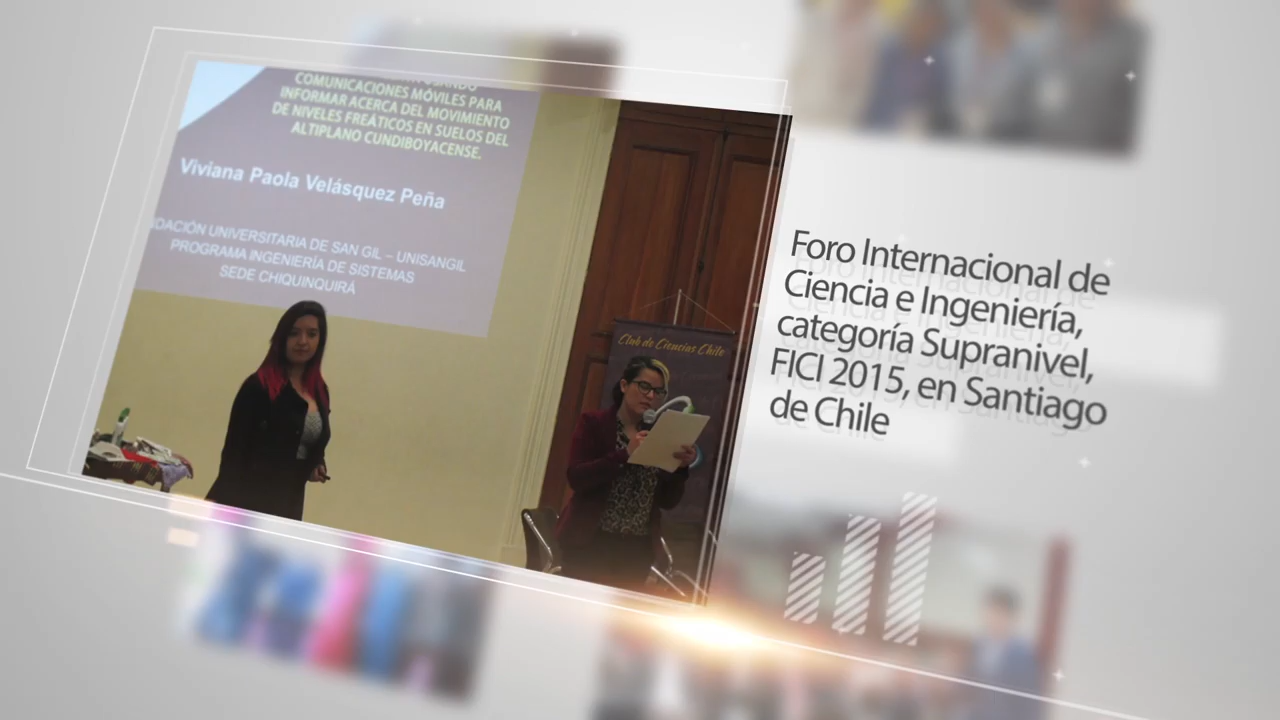 COMUNICACIONES MÓVILES PARA
INFORMAR ACERCA DEL MOVIMIENTO
DE NIVELES FREÁTICOS EN SUELOS DEL
ALTIPLANO CUNDIBOYACENSE.
Viviana Paola Velásquez Peña
UNIVERSITARIA DE SAN GIL – UNISANGIL
PROGRAMA INGENIERÍA DE SISTEMAS
SEDE CHIQUINQUIRÁ
Club de Ciencias Chile
Foro Internacional de
Ciencia e Ingeniería,
categoría Supranivel,
FICI 2015, en Santiago
de Chile